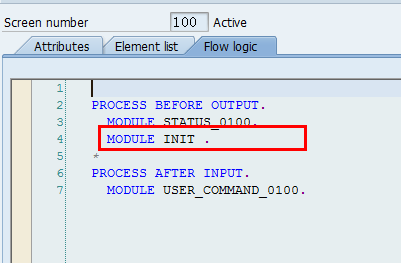 Screen number 100 Active
Attributes Element list Flow logic
1
2 PROCESS BEFORE OUTPUT.
3 MODULE STATUS_0100.
4 MODULE INIT .
5 *
6 PROCESS AFTER INPUT.
7 MODULE USER_COMMAND_0100.